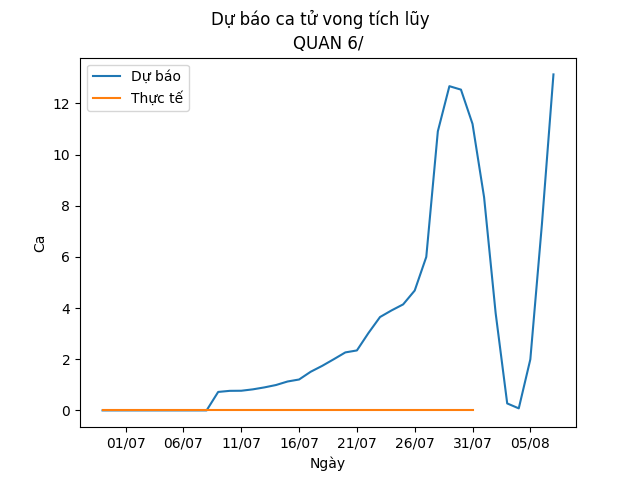 Dự báo ca tử vong tích lũy
QUAN 6/
Dự báo
Thực tế
12
10
8
6
4
2
0
Ca
01/07 06/07 11/07 16/07 21/07 26/07 31/07 05/08
Ngày